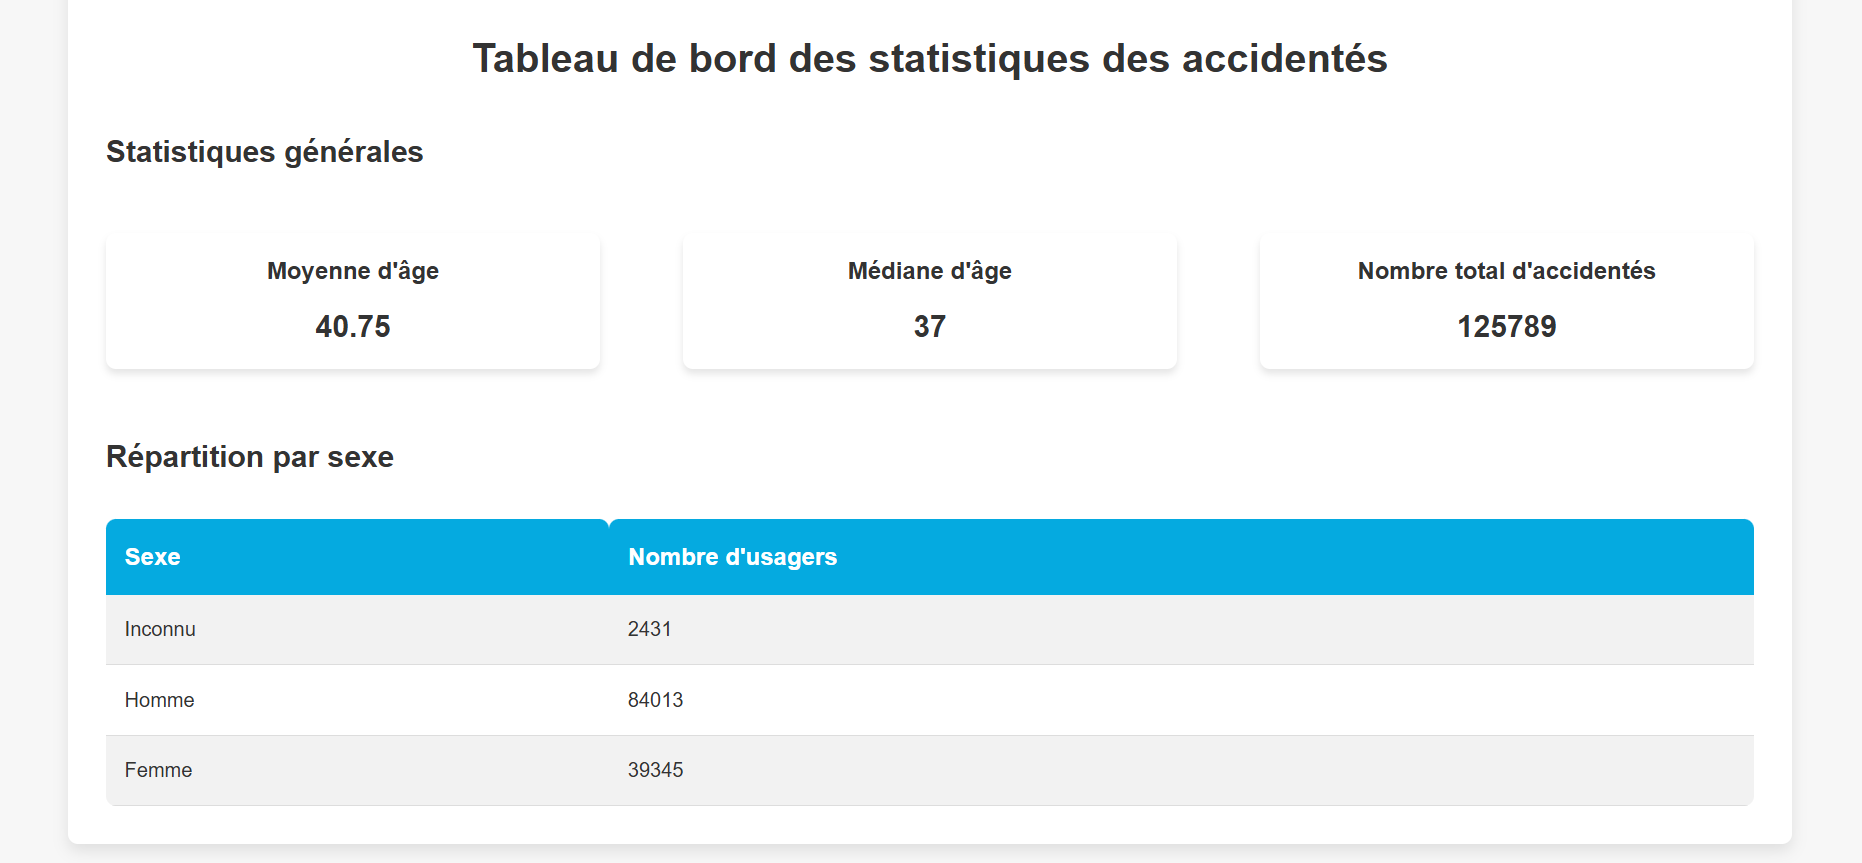 Tableau de bord des statistiques des accidentés
Statistiques générales
Moyenne d'âge
40.75
Médiane d'âge
37
Nombre total d'accidentés
125789
Répartition par sexe
Sexe Nombre d'usagers
Inconnu 2431
Homme 84013
Femme 39345